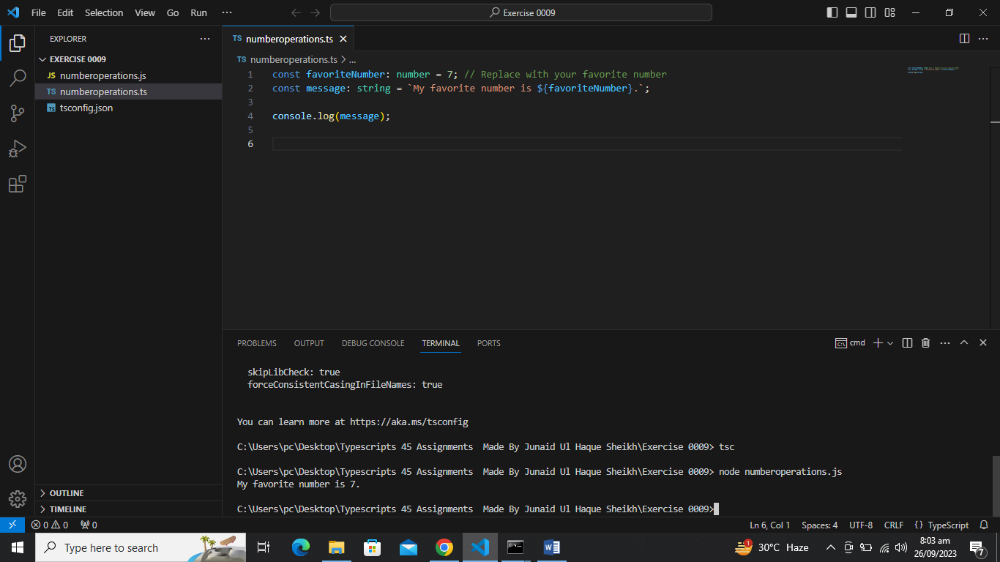 File Edit Selection View Go Run ···
Exercise 0009
EXPLORER ···
EXERCISE 0009
JS numberoperations.js
TS numberoperations.ts
tsconfig.json
OUTLINE
TIMELINE
TS numberoperations.ts
TS numberoperations.ts > ...
1 const favoriteNumber: number = 7; // Replace with your favorite number
2 const message: string = `My favorite number is ${favoriteNumber}.`;
3
4 console.log(message);
5
6
PROBLEMS OUTPUT DEBUG CONSOLE TERMINAL PORTS
cmd
skipLibCheck: true
forceConsistentCasingInFileNames: true
You can learn more at https://aka.ms/tsconfig
C:\Users\pc\Desktop\Typescripts 45 Assignments  Made By Junaid Ul Haque Sheikh\Exercise 0009> tsc
C:\Users\pc\Desktop\Typescripts 45 Assignments  Made By Junaid Ul Haque Sheikh\Exercise 0009> node numberoperations.js
My favorite number is 7.
C:\Users\pc\Desktop\Typescripts 45 Assignments  Made By Junaid Ul Haque Sheikh\Exercise 0009>
0 0 0
Ln 6, Col 1 Spaces: 4 UTF-8 CRLF {} TypeScript
Type here to search
1 30°C Haze
8:03 am
26/09/2023
7